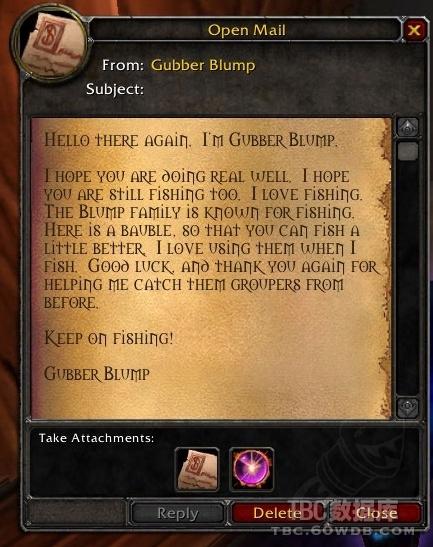 Open Mail
From: Gubber Blump
Subject:
Hello there again. I'm Gubber Blump.
I hope you are doing real well. I hope
you are still fishing too. I love fishing.
The Blump family is known for fishing.
Here is a bauble, so that you can fish a
little better. I love using them when I
fish. Good luck, and thank you again for
helping me catch them groupers from
before.
Keep on fishing!
Gubber Blump
Take Attachments:
Reply
Delete
Close
TBC数据库
TBC.60WDB.COM